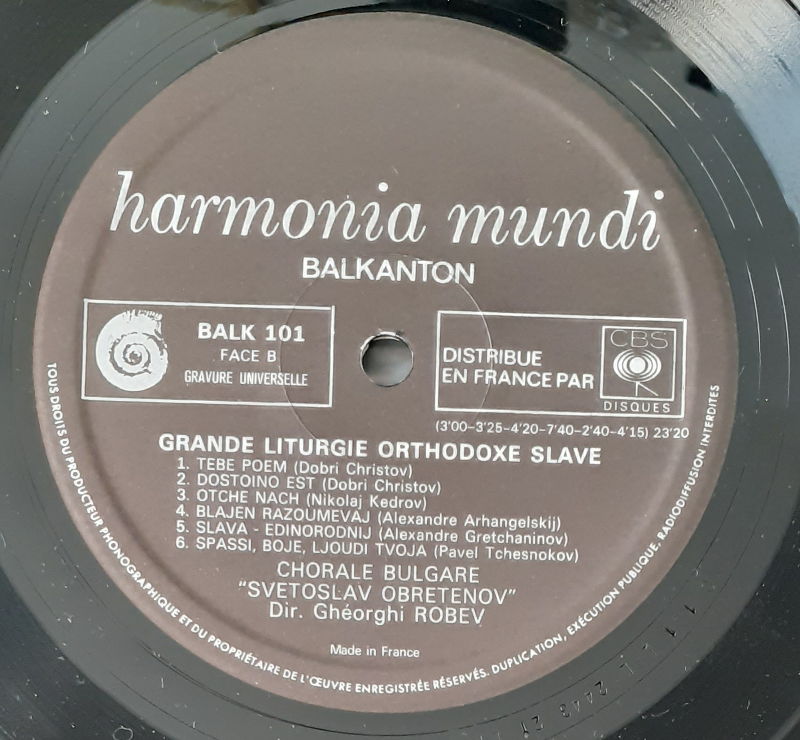 harmonia mundi
BALKANTON
BALK 101
FACE B
GRAVURE UNIVERSELLE
DISTRIBUE
EN FRANCE PAR
CBS
DISQUES
(3'00-3'25-4'20-7'40-2'40-4'15) 23'20
GRANDE LITURGIE ORTHODOXE SLAVE
1. TEBE POEM (Dobri Christov)
2. DOSTOINO EST (Dobri Christov)
3. OTCHE NACH (Nikolaj Kedrov)
4. BLAJEN RAZOUMEVAJ (Alexandre Arhangelskij)
5. SLAVA - EDINORODNIJ (Alexandre Gretchaninov)
6. SPASSI, BOJE, LJOUDI TVOJA (Pavel Tchesnokov)
CHORALE BULGARE
"SVETOSLAV OBRETENOV"
Dir. Ghéorghi ROBEV
Made in France
TOUS DROITS DU PRODUCTEUR PHONOGRAPHIQUE ET DU PROPRIÉTAIRE DE L'ŒUVRE ENREGISTRÉE RÉSERVÉS. DUPLICATION, EXÉCUTION PUBLIQUE, RADIODIFFUSION INTERDITES